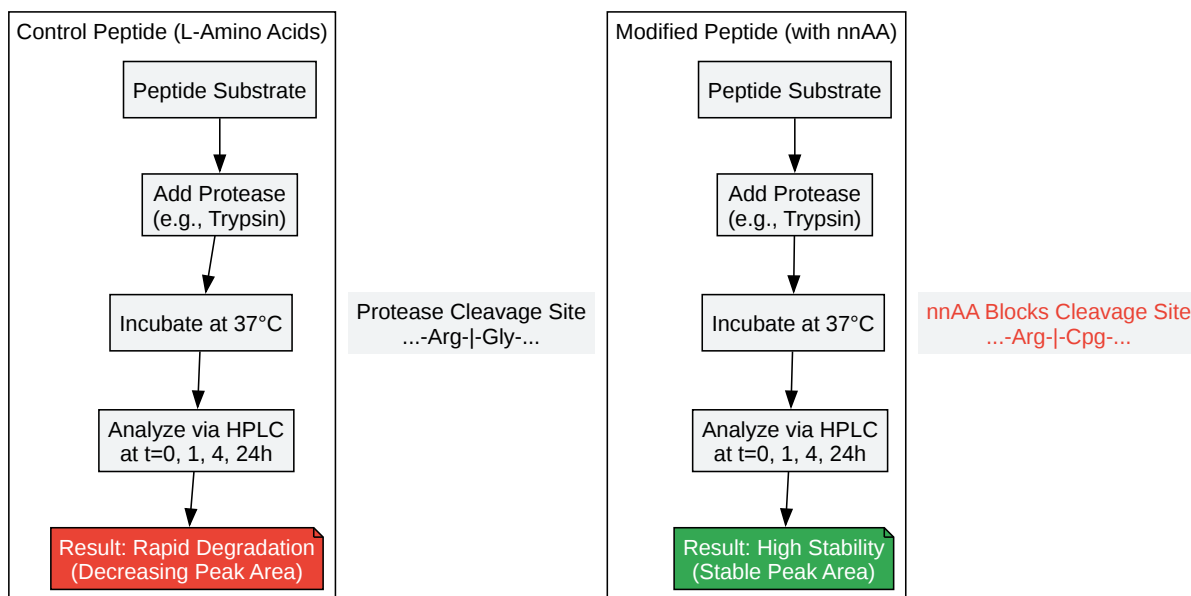 Control Peptide (L-Amino Acids)
Peptide Substrate
Add Protease
(e.g., Trypsin)
Incubate at 37°C
Analyze via HPLC
at t=0, 1, 4, 24h
Result: Rapid Degradation
(Decreasing Peak Area)
Protease Cleavage Site
...-Arg-|-Gly-...
Modified Peptide (with nnAA)
Peptide Substrate
Add Protease
(e.g., Trypsin)
Incubate at 37°C
Analyze via HPLC
at t=0, 1, 4, 24h
Result: High Stability
(Stable Peak Area)
nnAA Blocks Cleavage Site
...-Arg-|-Cpg-...